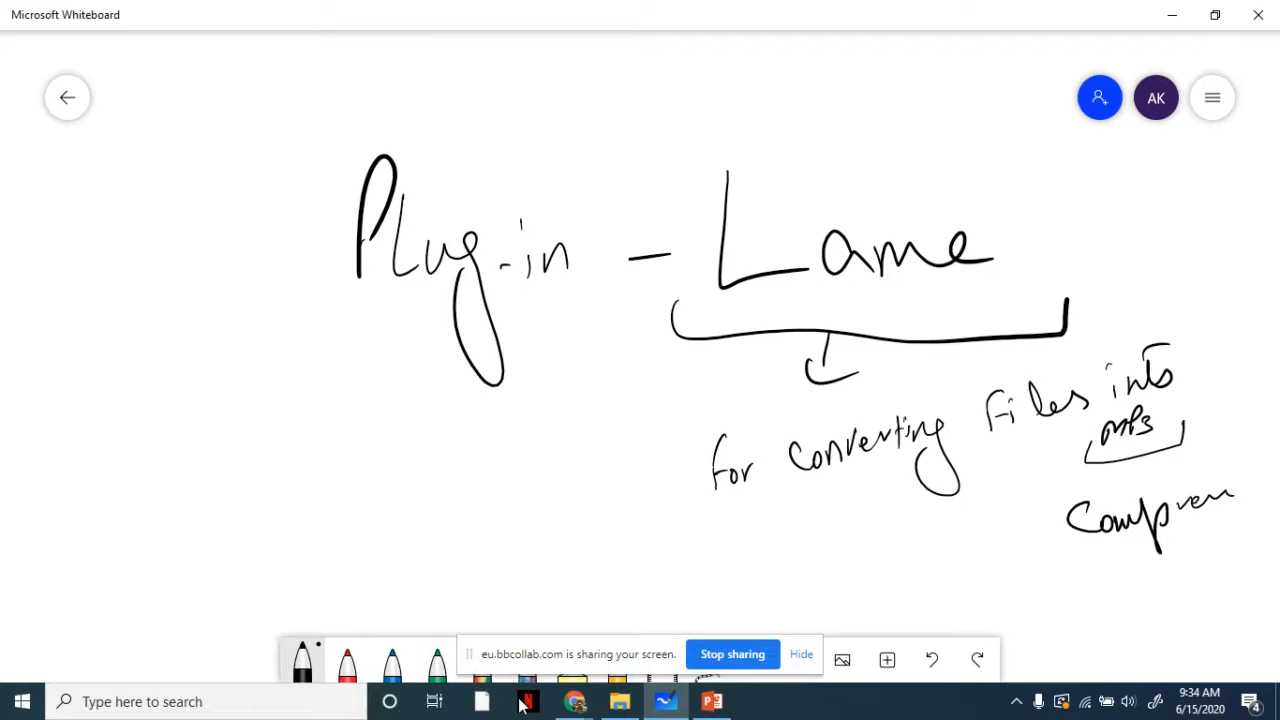 Microsoft Whiteboard
AK
Plug-in - Lame
For converting Files into
mp3
eu.bbcollab.com is sharing your screen.
Stop sharing
Hide
Type here to search
9:34 AM
6/15/2020
4